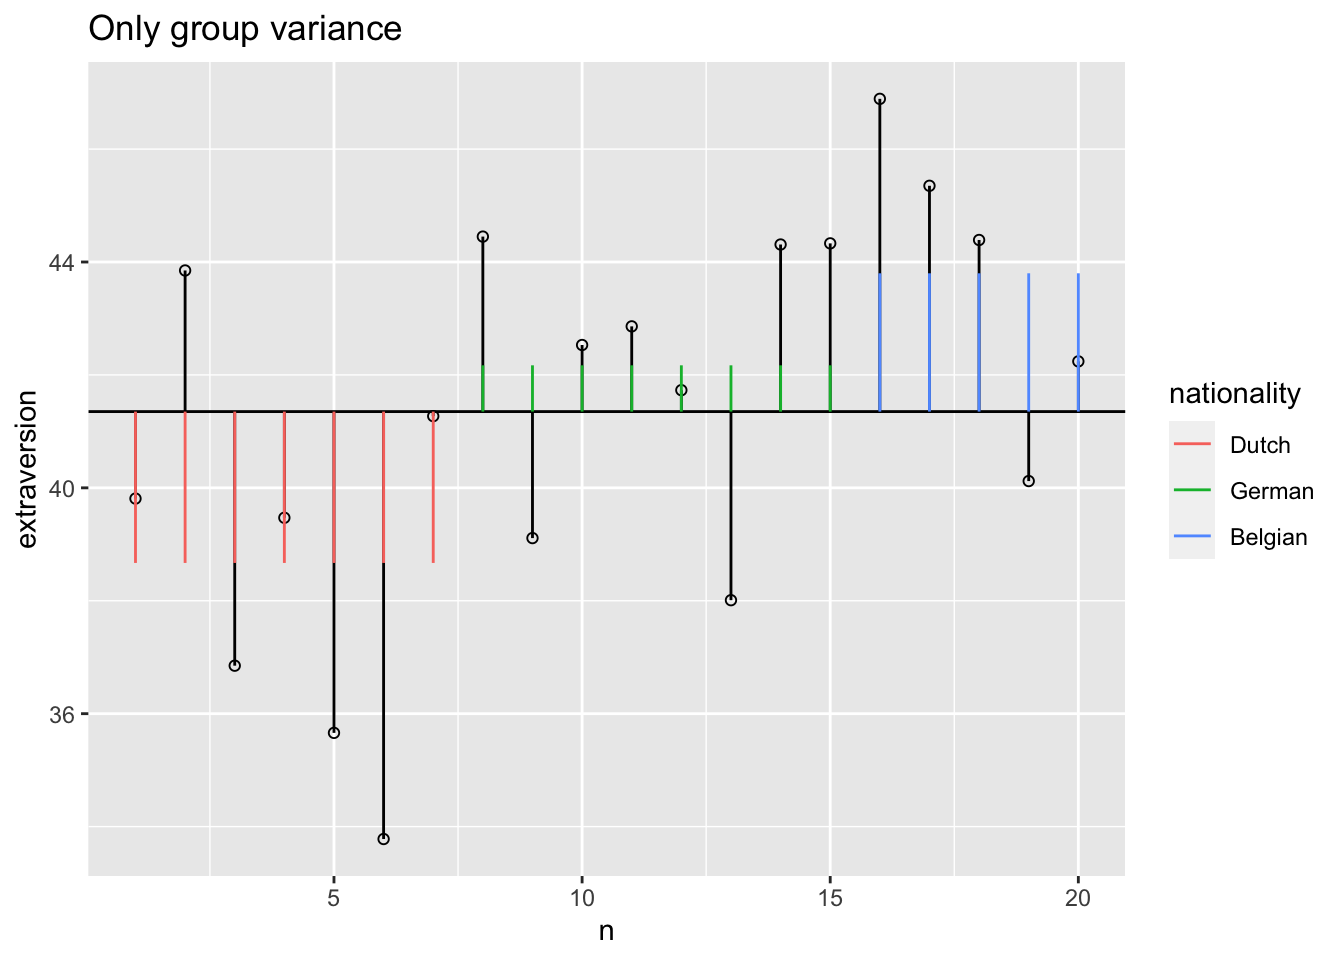 Only group variance
extraversion
44
40
36
5 10 15 20
n
nationality
Dutch
German
Belgian